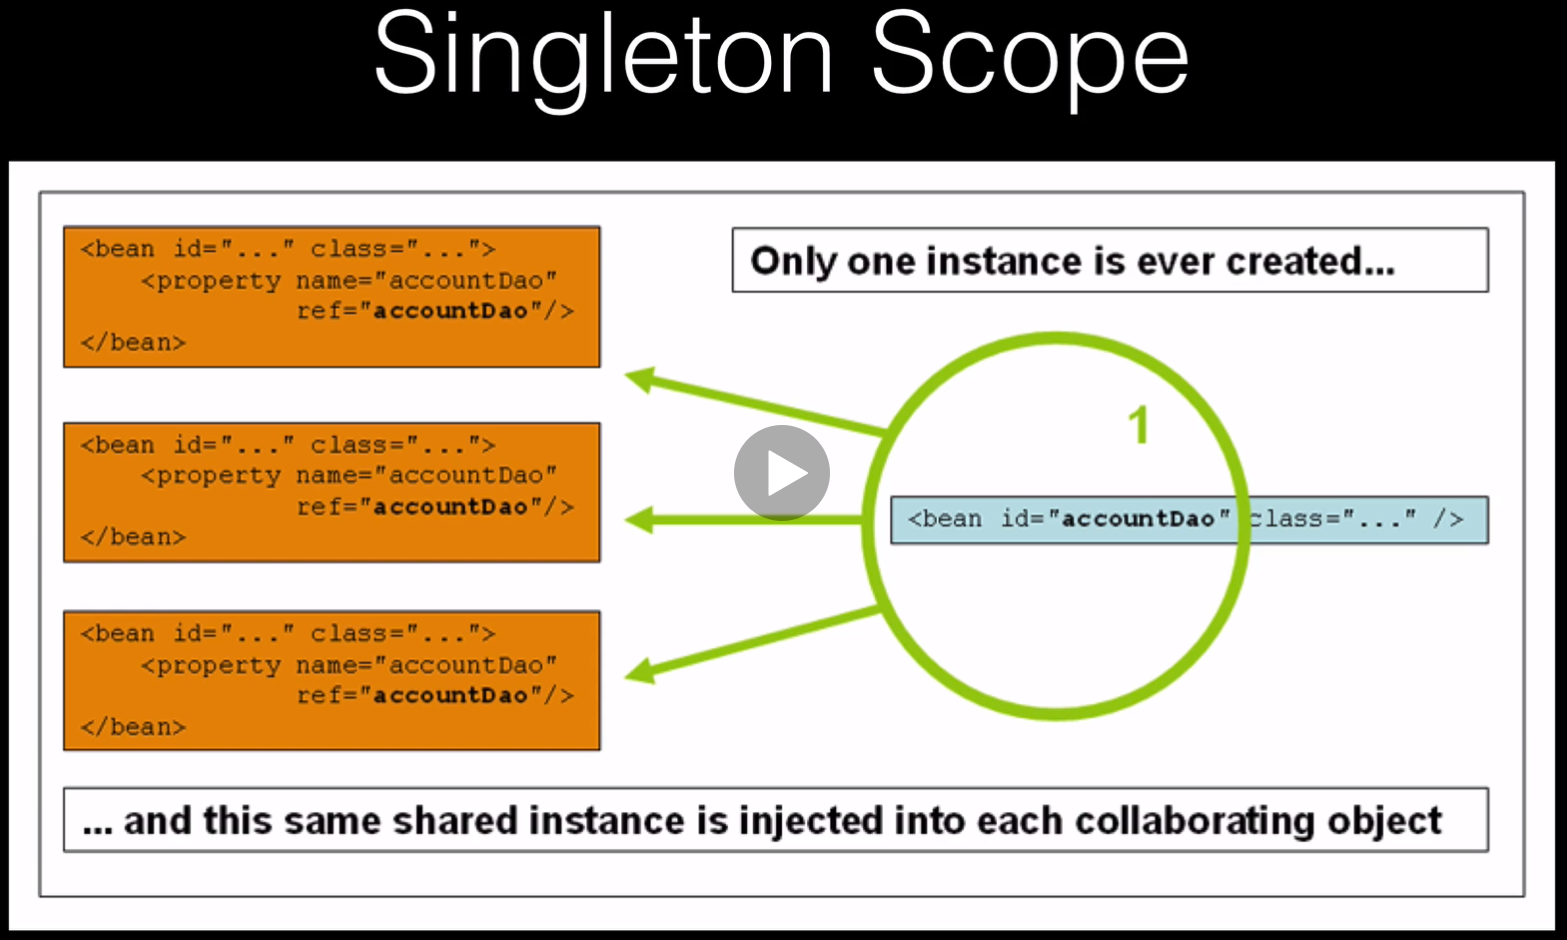 Singleton Scope
<bean id="..." class="...">
<property name="accountDao"
ref="accountDao"/>
</bean>
Only one instance is ever created...
1
<bean id="..." class="...">
<property name="accountDao"
ref="accountDao"/>
</bean>
<bean id="accountDao" class="..." />
<bean id="..." class="...">
<property name="accountDao"
ref="accountDao"/>
</bean>
... and this same shared instance is injected into each collaborating object